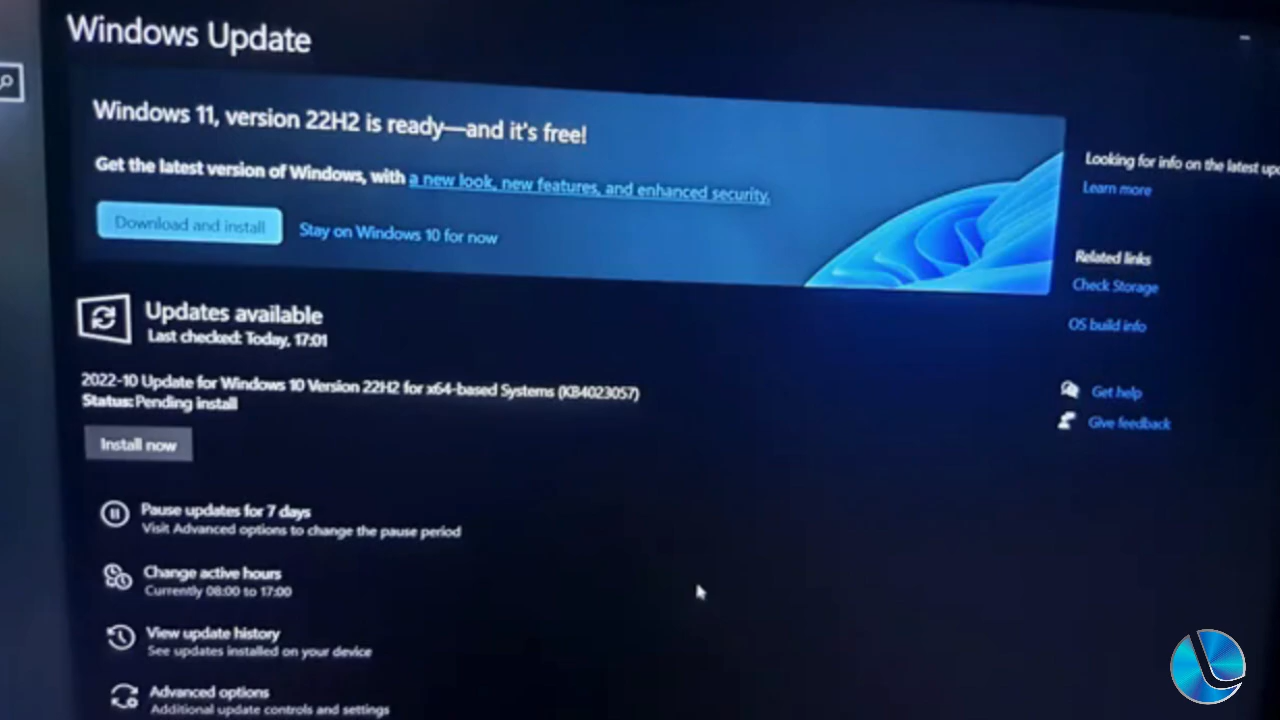 Windows Update
Windows 11, version 22H2 is ready—and it's free!
Get the latest version of Windows, with a new look, new features, and enhanced security.
Download and install
Stay on Windows 10 for now
Updates available
Last checked: Today, 17:01
2022-10 Update for Windows 10 Version 22H2 for x64-based Systems (KB4023057)
Status: Pending install
Install now
Pause updates for 7 days
Visit Advanced options to change the pause period
Change active hours
Currently 08:00 to 17:00
View update history
See updates installed on your device
Advanced options
Additional update controls and settings
Looking for info on the latest upd
Learn more
Related links
Check Storage
OS build info
Get help
Give feedback